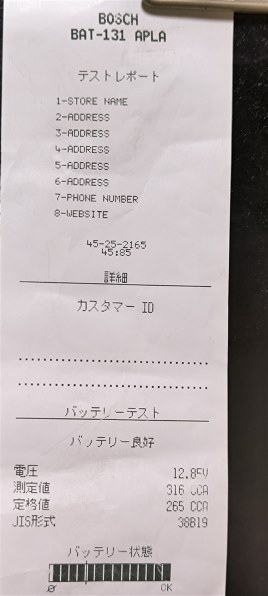 BOSCH
BAT-131 APLA
テストレポート
1-STORE NAME
2-ADDRESS
3-ADDRESS
4-ADDRESS
5-ADDRESS
6-ADDRESS
7-PHONE NUMBER
8-WEBSITE
45-25-2165
45:85
詳細
カスタマー ID
バッテリーテスト
バッテリー良好
電圧 12.85V
測定値 316 CCA
定格値 265 CCA
JIS形式 38B19
バッテリー状態
0 OK